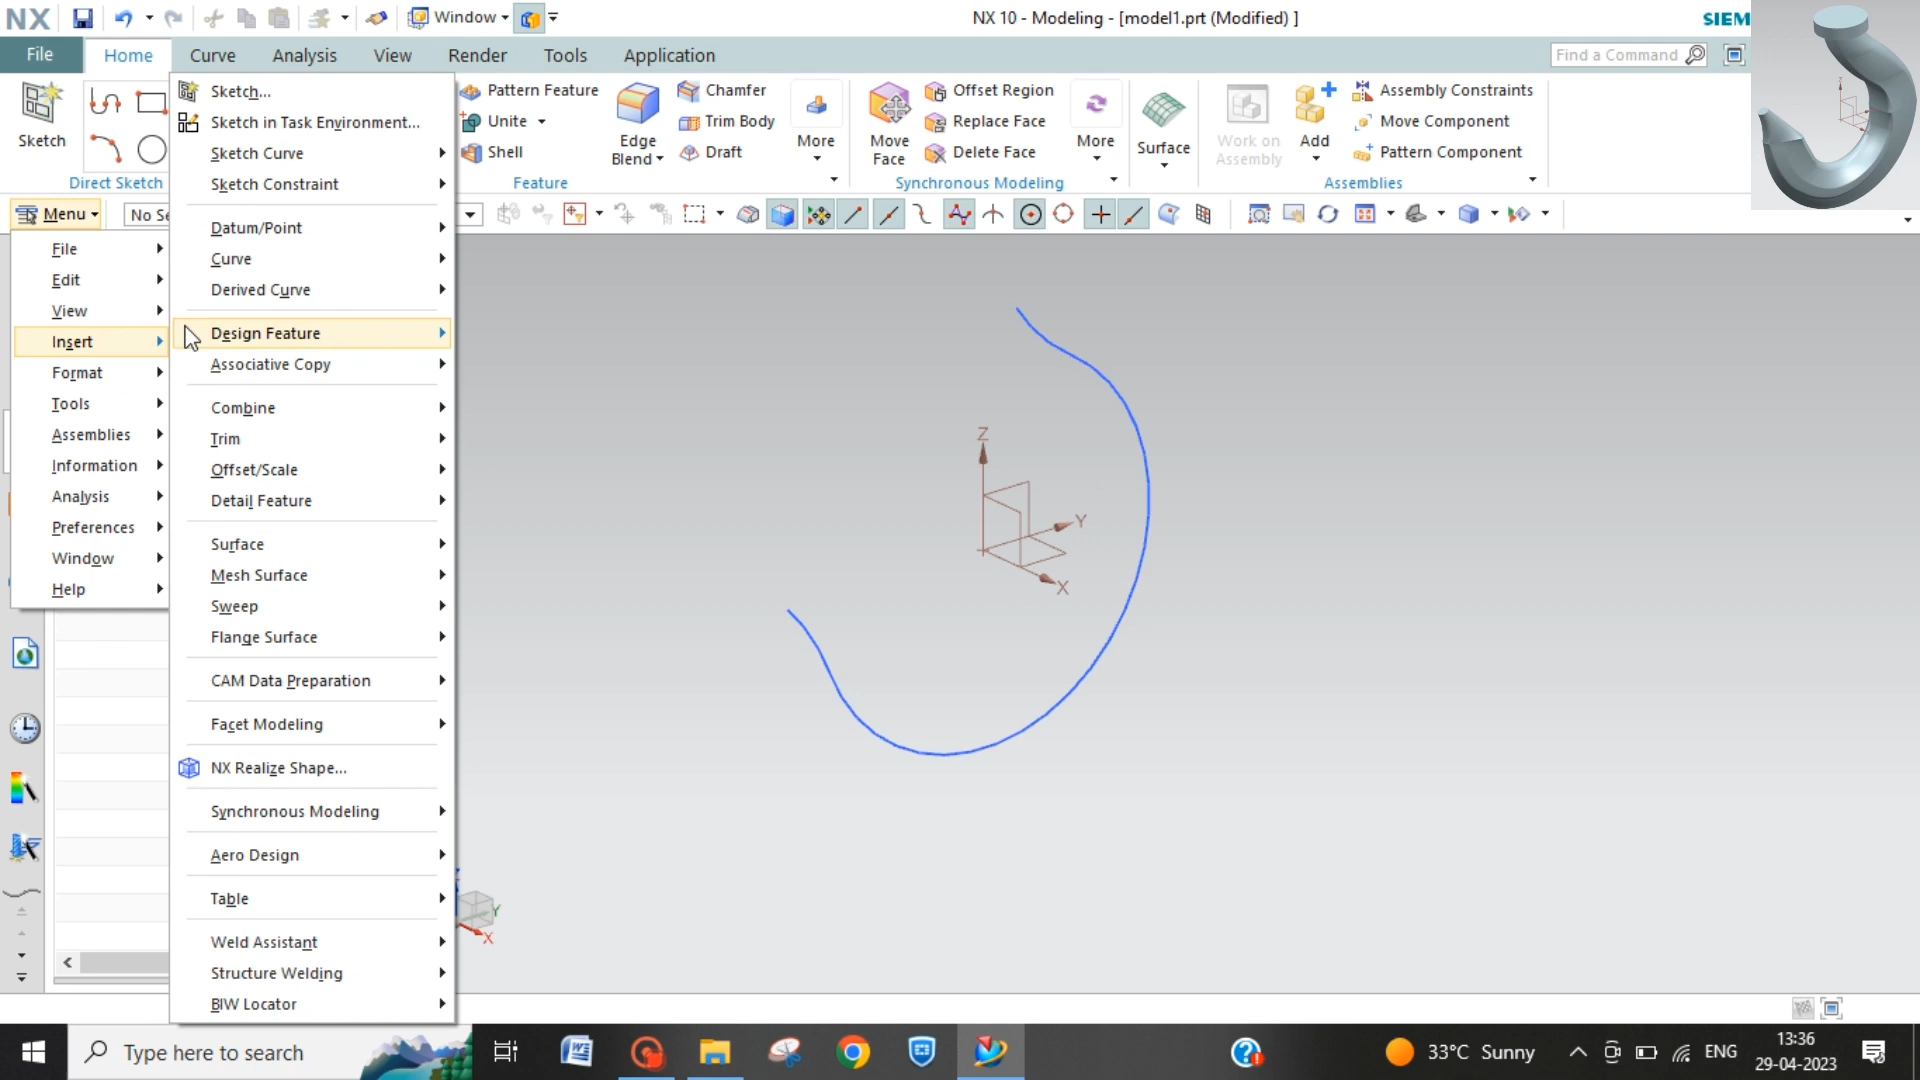 NX Window NX 10 - Modeling - [model1.prt (Modified) ] SIEM
File Home Curve Analysis View Render Tools Application Find a Command
Sketch
Direct Sketch
Pattern Feature
Unite
Shell
Edge
Blend
Chamfer
Trim Body
Draft
More
Feature
Move
Face
Offset Region
Replace Face
Delete Face
More
Synchronous Modeling
Surface
Work on
Assembly
Add
Assembly Constraints
Move Component
Pattern Component
Assemblies
Menu No Se
File
Edit
View
Insert
Format
Tools
Assemblies
Information
Analysis
Preferences
Window
Help
Sketch...
Sketch in Task Environment...
Sketch Curve
Sketch Constraint
Datum/Point
Curve
Derived Curve
Design Feature
Associative Copy
Combine
Trim
Offset/Scale
Detail Feature
Surface
Mesh Surface
Sweep
Flange Surface
CAM Data Preparation
Facet Modeling
NX Realize Shape...
Synchronous Modeling
Aero Design
Table
Weld Assistant
Structure Welding
BIW Locator
Z
Y
X
Y
X
Type here to search
33°C Sunny
ENG
13:36
29-04-2023